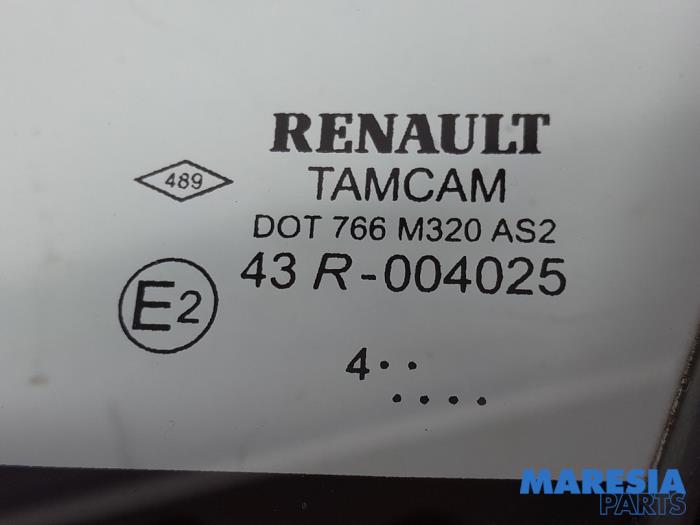 RENAULT
489
TAMCAM
DOT 766 M320 AS2
43 R-004025
E2
4··
····
MARESIA
PARTS